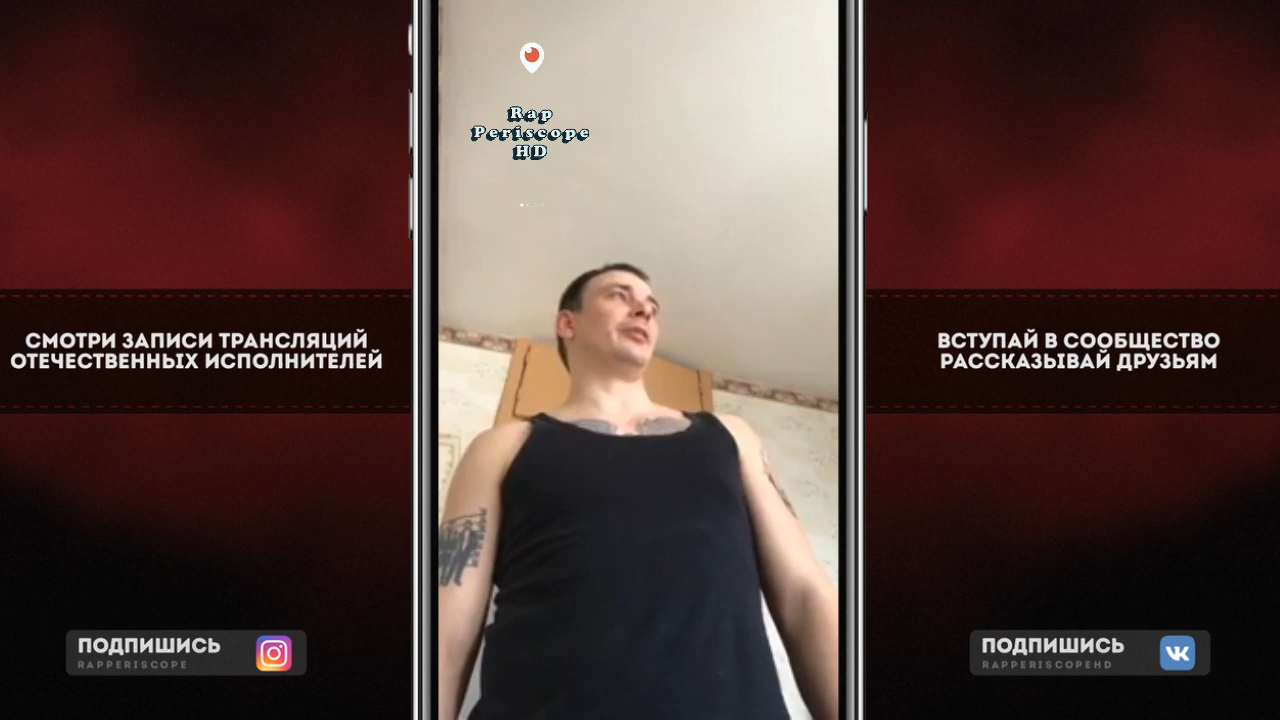 Rap
Periscope
HD
СМОТРИ ЗАПИСИ ТРАНСЛЯЦИЙ
ОТЕЧЕСТВЕННЫХ ИСПОЛНИТЕЛЕЙ
ВСТУПАЙ В СООБЩЕСТВО
РАССКАЗЫВАЙ ДРУЗЬЯМ
ПОДПИШИСЬ
RAPPERISCOPE
ПОДПИШИСЬ
RAPPERISCOPEHD